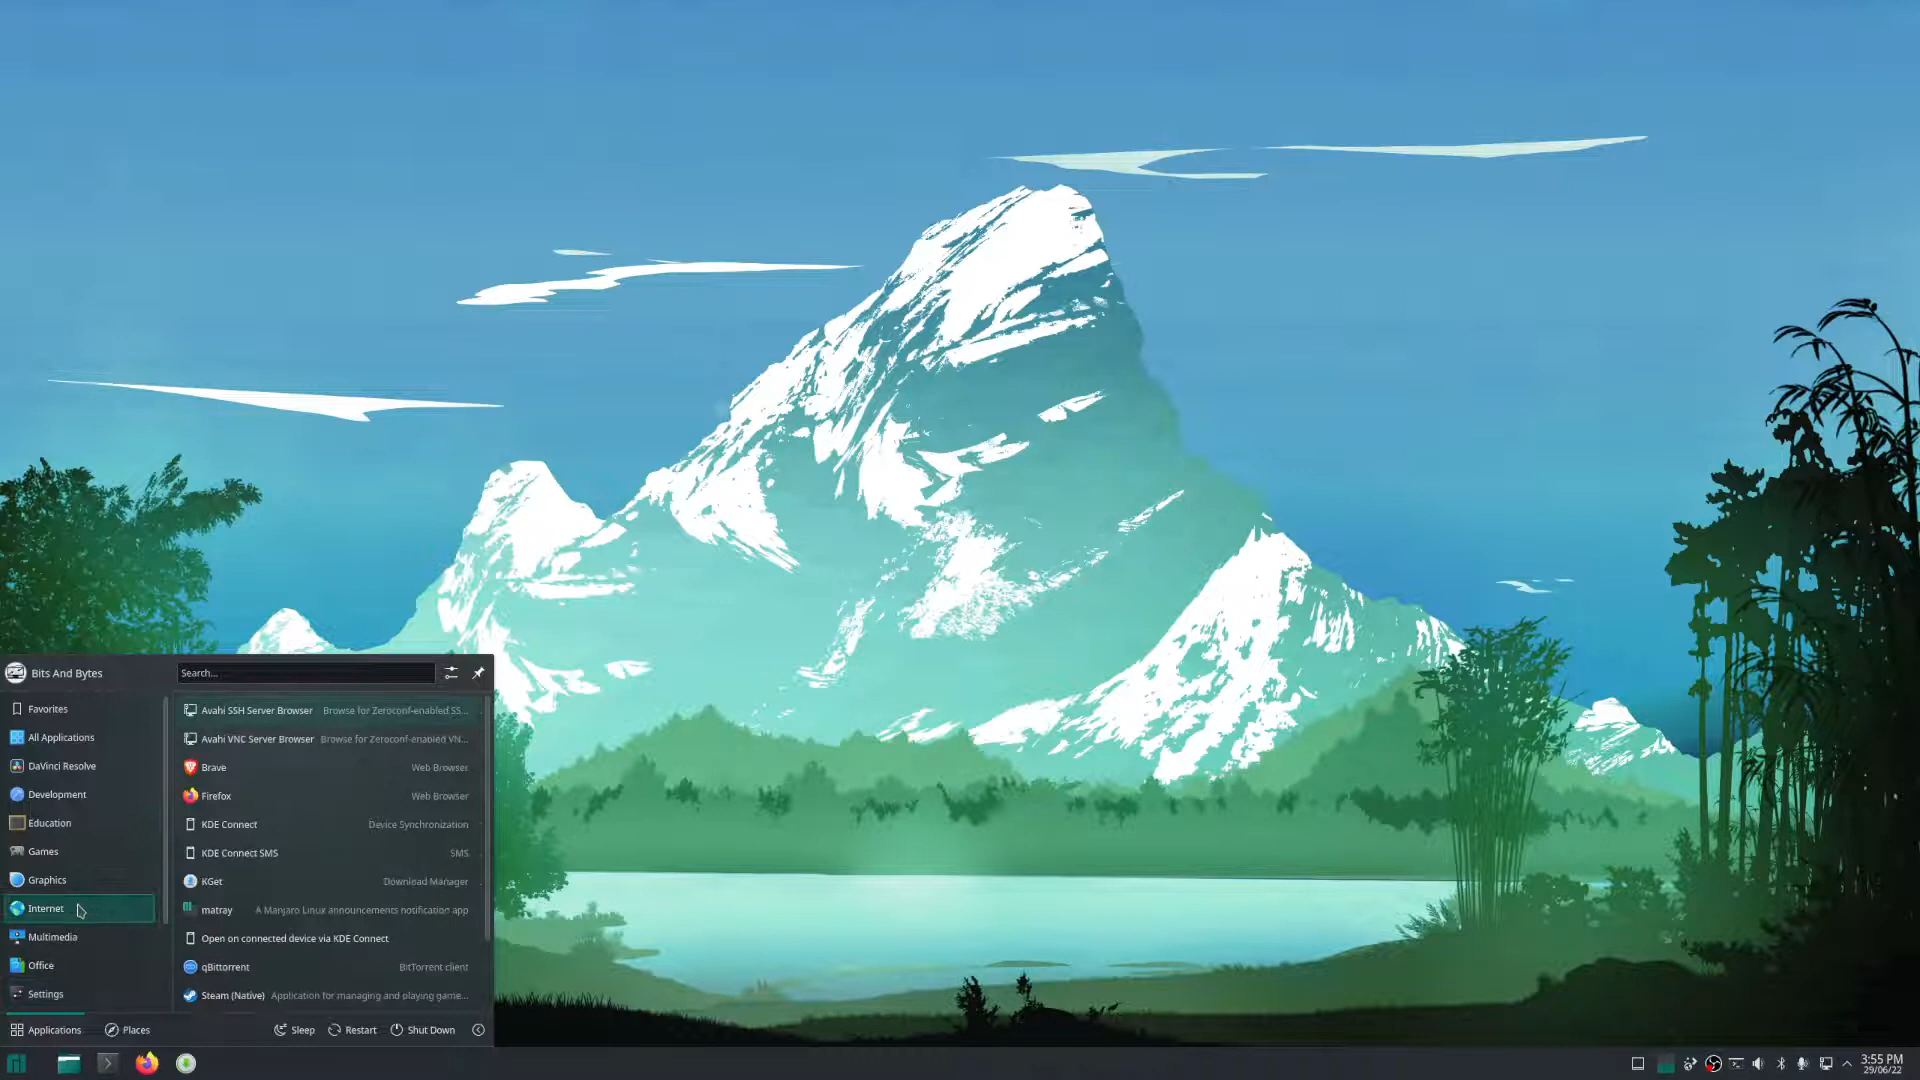 Bits And Bytes
Search...
Favorites
All Applications
DaVinci Resolve
Development
Education
Games
Graphics
Internet
Multimedia
Office
Settings
Avahi SSH Server Browser Browse for Zeroconf-enabled SS...
Avahi VNC Server Browser Browse for Zeroconf-enabled VN...
Brave Web Browser
Firefox Web Browser
KDE Connect Device Synchronization
KDE Connect SMS SMS
KGet Download Manager
matray A Manjaro Linux announcements notification app
Open on connected device via KDE Connect
qBittorrent BitTorrent client
Steam (Native) Application for managing and playing game...
Applications Places Sleep Restart Shut Down
3:55 PM
29/06/22